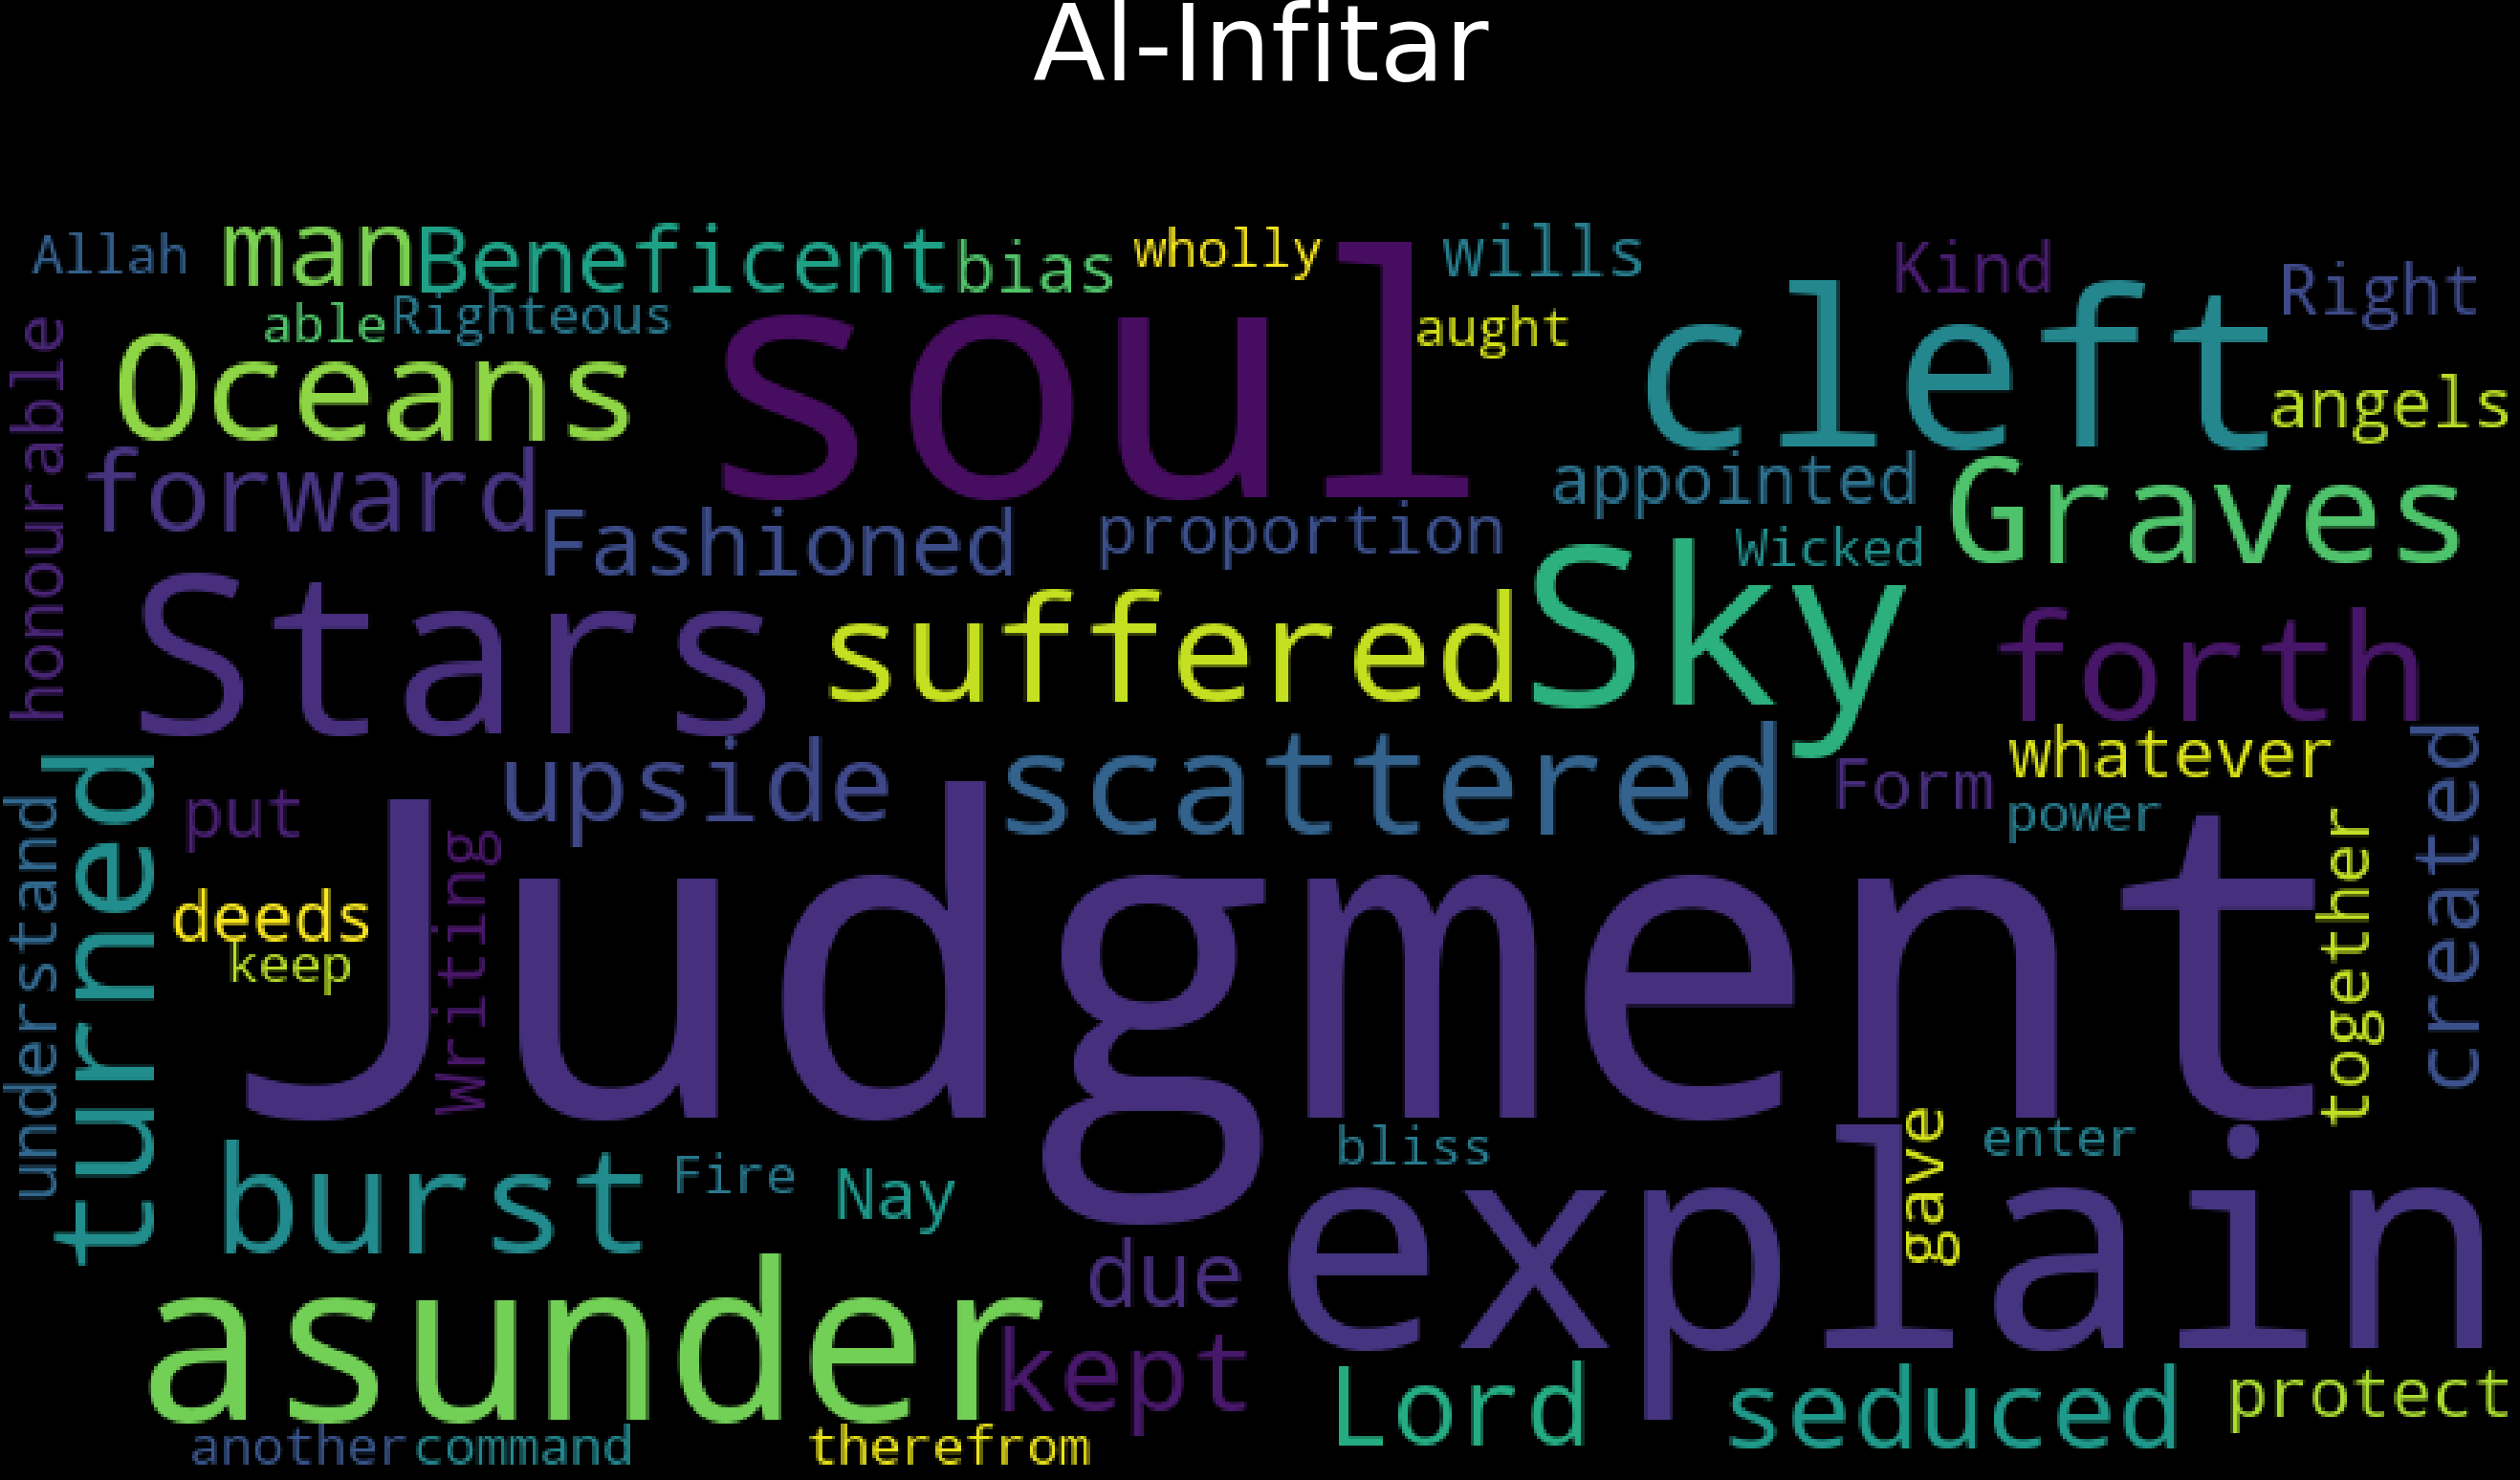 Al-Infitar
Allah
man
Beneficent
bias
wholly
wills
Kind
Right
able
Righteous
soul
aught
cleft
angels
honourable
Oceans
forward
appointed
Graves
Fashioned
proportion
Wicked
Stars
suffered
Sky
forth
turned
upside
scattered
Form
whatever
created
understand
put
Judgment
power
together
deeds
Writing
keep
burst
Fire
Nay
bliss
gave
enter
asunder
due
explain
kept
Lord
seduced
protect
another
command
therefrom